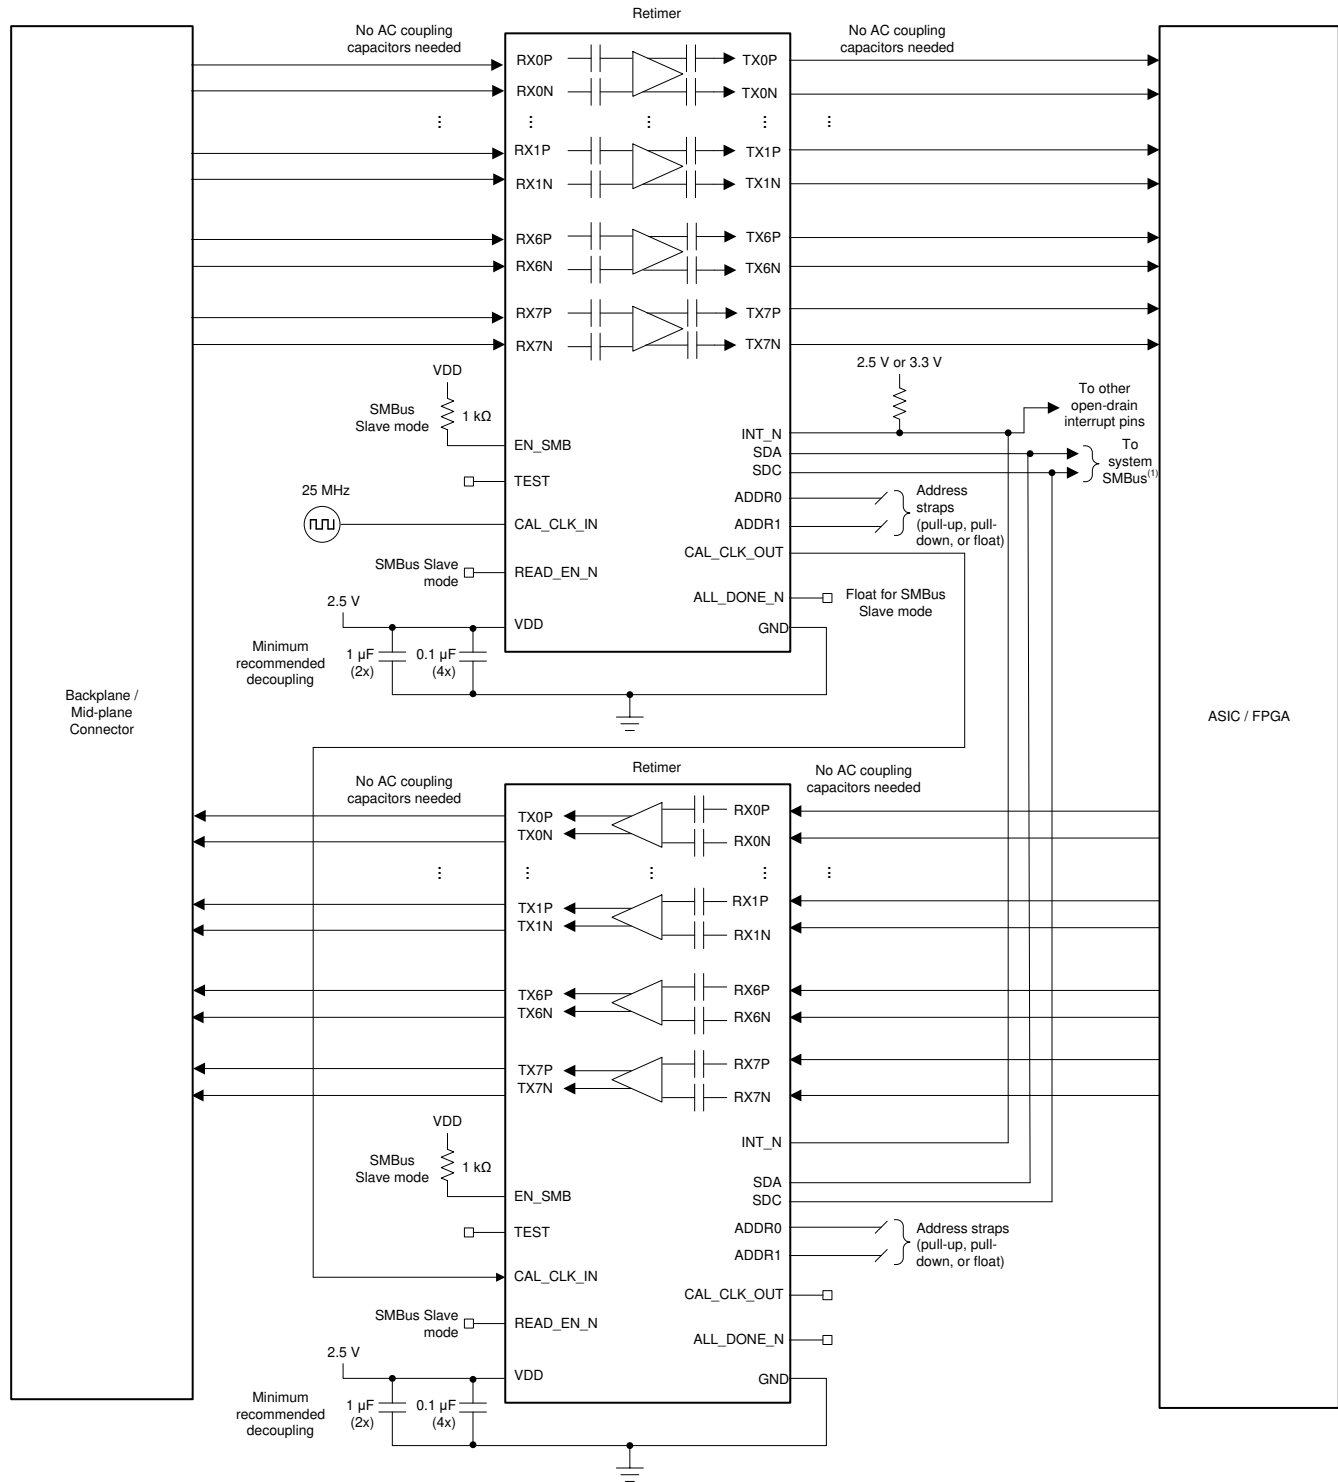 Retimer
No AC coupling
capacitors needed
No AC coupling
capacitors needed
RX0P
TX0P
RX0N
TX0N
...
...
...
...
...
RX1P
TX1P
RX1N
TX1N
RX6P
TX6P
RX6N
TX6N
RX7P
TX7P
RX7N
TX7N
VDD
SMBus
Slave mode
1 kΩ
EN_SMB
TEST
25 MHz
CAL_CLK_IN
SMBus Slave
mode
READ_EN_N
2.5 V
VDD
Minimum
recommended
decoupling
1 µF
(2x)
0.1 µF
(4x)
2.5 V or 3.3 V
To other
open-drain
interrupt pins
INT_N
SDA
SDC
To
system
SMBus(1)
ADDR0
ADDR1
Address
straps
(pull-up, pull-
down, or float)
CAL_CLK_OUT
ALL_DONE_N
Float for SMBus
Slave mode
GND
Backplane /
Mid-plane
Connector
ASIC / FPGA
Retimer
No AC coupling
capacitors needed
No AC coupling
capacitors needed
TX0P
RX0P
TX0N
RX0N
...
...
...
...
...
TX1P
RX1P
TX1N
RX1N
TX6P
RX6P
TX6N
RX6N
TX7P
RX7P
TX7N
RX7N
VDD
SMBus
Slave mode
1 kΩ
EN_SMB
TEST
CAL_CLK_IN
SMBus Slave
mode
READ_EN_N
2.5 V
VDD
Minimum
recommended
decoupling
1 µF
(2x)
0.1 µF
(4x)
INT_N
SDA
SDC
ADDR0
ADDR1
Address straps
(pull-up, pull-
down, or float)
CAL_CLK_OUT
ALL_DONE_N
GND